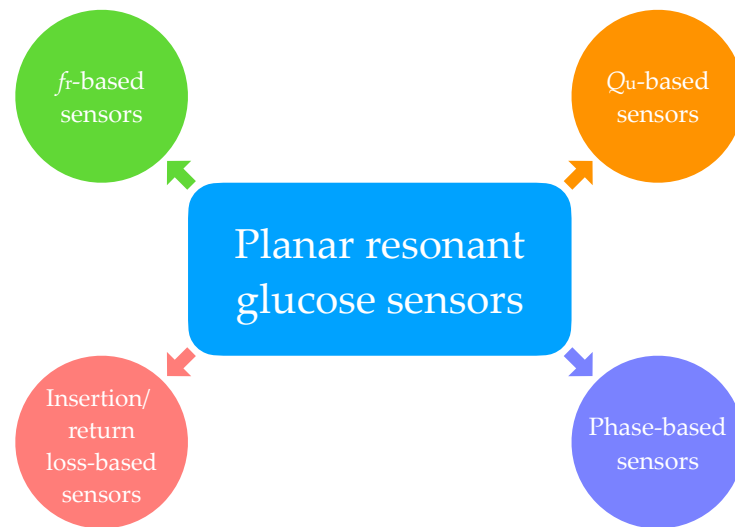 fr-based
sensors
Qu-based
sensors
Planar resonant
glucose sensors
Insertion/
return
loss-based
sensors
Phase-based
sensors